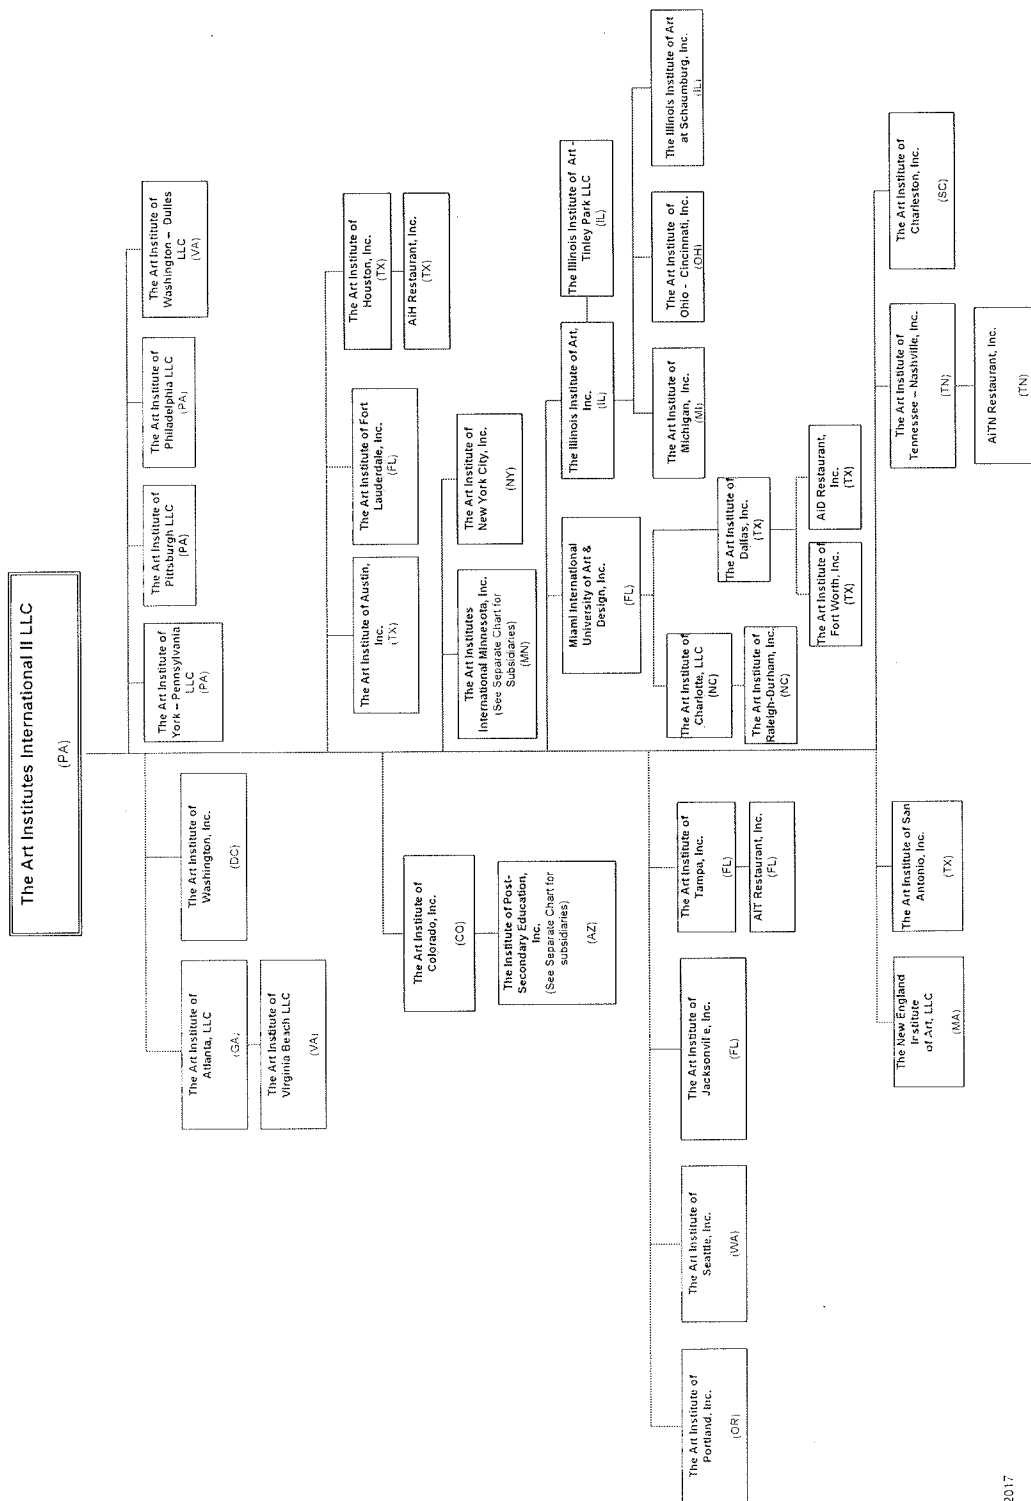 The Art Institutes International II LLC
(PA)
The Art Institute of
York – Pennsylvania
LLC
(PA)
The Art Institute of
Pittsburgh LLC
(PA)
The Art Institute of
Philadelphia LLC
(PA)
The Art Institute of
Washington – Dulles
LLC
(VA)
The Art Institute of
Atlanta, LLC
(GA)
The Art Institute of
Virginia Beach LLC
(VA)
The Art Institute of
Washington, Inc.
(DC)
The Art Institute of Austin,
Inc.
(TX)
The Art Institute of Fort
Lauderdale, Inc.
(FL)
The Art Institute of
Houston, Inc.
(TX)
AiH Restaurant, Inc.
(TX)
The Art Institute of
Colorado, Inc.
(CO)
The Institute of Post-
Secondary Education,
Inc.
(See Separate Chart for
subsidiaries)
(AZ)
The Art Institutes
International Minnesota, Inc.
(See Separate Chart for
Subsidiaries)
(MN)
The Art Institute of
New York City, Inc.
(NY)
Miami International
University of Art &
Design, Inc.
(FL)
The Illinois Institute of Art,
Inc.
(IL)
The Illinois Institute of Art -
Tinley Park LLC
(IL)
The Art Institute of
Michigan, Inc.
(MI)
The Art Institute of
Ohio - Cincinnati, Inc.
(OH)
The Illinois Institute of Art
at Schaumburg, Inc.
(IL)
The Art Institute of
Charlotte, LLC
(NC)
The Art Institute of
Raleigh-Durham, Inc.
(NC)
The Art Institute of
Dallas, Inc.
(TX)
The Art Institute of
Fort Worth, Inc.
(TX)
AiD Restaurant,
Inc.
(TX)
The Art Institute of
Portland, Inc.
(OR)
The Art Institute of
Seattle, Inc.
(WA)
The Art Institute of
Jacksonville, Inc.
(FL)
The Art Institute of
Tampa, Inc.
(FL)
AIT Restaurant, Inc.
(FL)
The New England
Institute
of Art, LLC
(MA)
The Art Institute of San
Antonio, Inc.
(TX)
The Art Institute of
Tennessee – Nashville, Inc.
(TN)
AiTN Restaurant, Inc.
(TN)
The Art Institute of
Charleston, Inc.
(SC)
2017